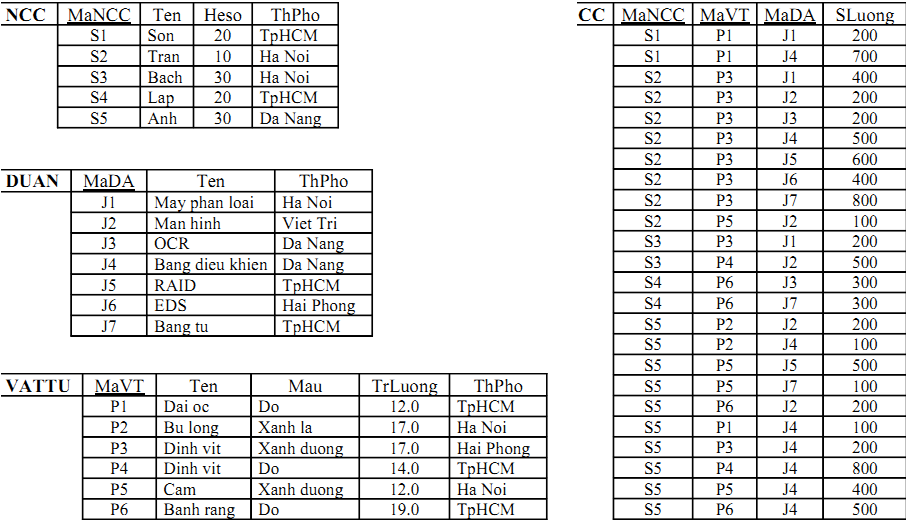 NCC MaNCC Ten Heso ThPho
S1 Son 20 TpHCM
S2 Tran 10 Ha Noi
S3 Bach 30 Ha Noi
S4 Lap 20 TpHCM
S5 Anh 30 Da Nang
DUAN MaDA Ten ThPho
J1 May phan loai Ha Noi
J2 Man hinh Viet Tri
J3 OCR Da Nang
J4 Bang dieu khien Da Nang
J5 RAID TpHCM
J6 EDS Hai Phong
J7 Bang tu TpHCM
VATTU MaVT Ten Mau TrLuong ThPho
P1 Dai oc Do 12.0 TpHCM
P2 Bu long Xanh la 17.0 Ha Noi
P3 Dinh vit Xanh duong 17.0 Hai Phong
P4 Dinh vit Do 14.0 TpHCM
P5 Cam Xanh duong 12.0 Ha Noi
P6 Banh rang Do 19.0 TpHCM
CC MaNCC MaVT MaDA SLuong
S1 P1 J1 200
S1 P1 J4 700
S2 P3 J1 400
S2 P3 J2 200
S2 P3 J3 200
S2 P3 J4 500
S2 P3 J5 600
S2 P3 J6 400
S2 P3 J7 800
S2 P5 J2 100
S3 P3 J1 200
S3 P4 J2 500
S4 P6 J3 300
S4 P6 J7 300
S5 P2 J2 200
S5 P2 J4 100
S5 P5 J5 500
S5 P5 J7 100
S5 P6 J2 200
S5 P1 J4 100
S5 P3 J4 200
S5 P4 J4 800
S5 P5 J4 400
S5 P6 J4 500